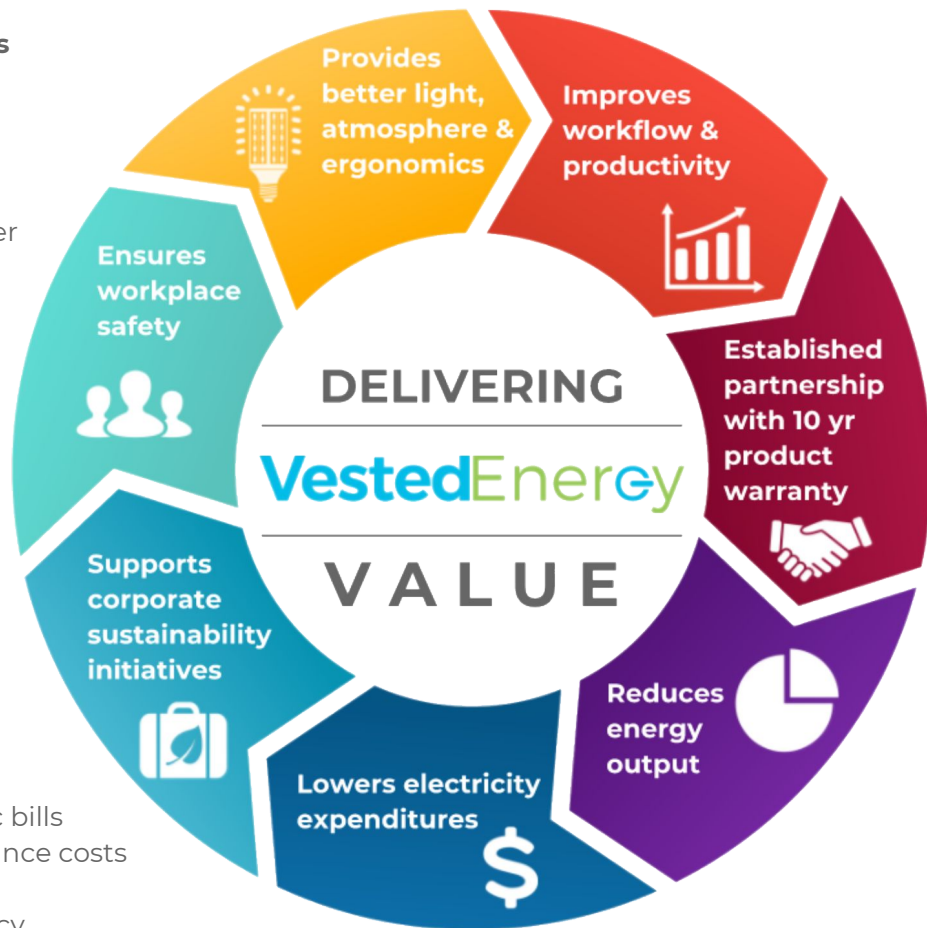 Provides
better light,
atmosphere &
ergonomics
Improves
workflow &
productivity
Established
partnership
with 10 yr
product
warranty
Reduces
energy
output
Lowers electricity
expenditures
$
Supports
corporate
sustainability
initiatives
Ensures
workplace
safety
DELIVERING
VestedEnergy
VALUE
bills
costs